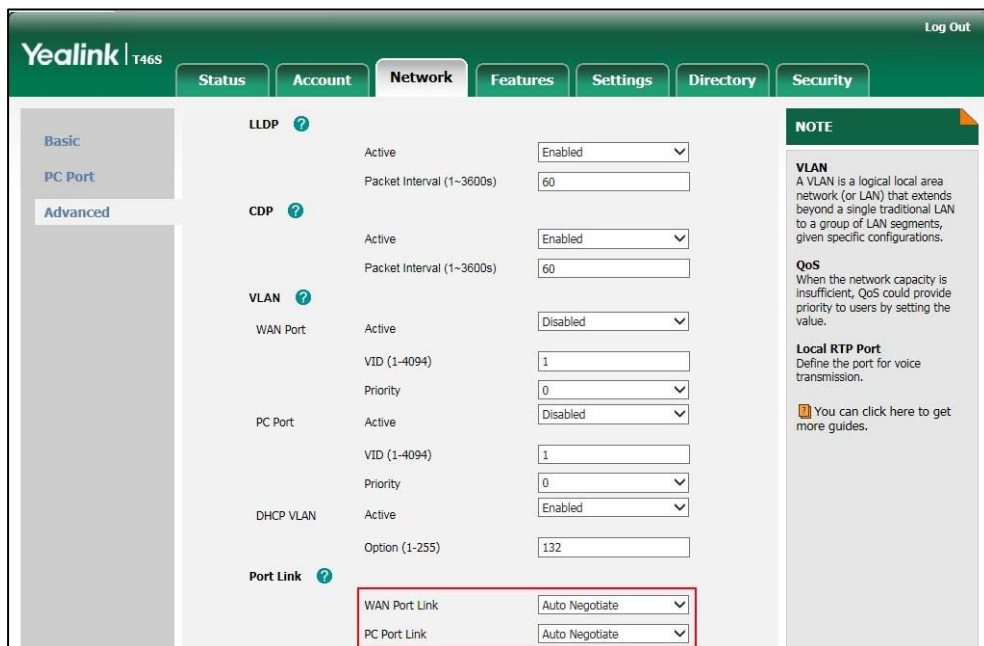 Log Out
Yealink T46S
Status Account Network Features Settings Directory Security
Basic
PC Port
Advanced
LLDP ?
Active Enabled
Packet Interval (1~3600s) 60
CDP ?
Active Enabled
Packet Interval (1~3600s) 60
VLAN ?
WAN Port Active Disabled
VID (1-4094) 1
Priority 0
PC Port Active Disabled
VID (1-4094) 1
Priority 0
DHCP VLAN Active Enabled
Option (1-255) 132
Port Link ?
WAN Port Link Auto Negotiate
PC Port Link Auto Negotiate
NOTE
VLAN
A VLAN is a logical local area
network (or LAN) that extends
beyond a single traditional LAN
to a group of LAN segments,
given specific configurations.
QoS
When the network capacity is
insufficient, QoS could provide
priority to users by setting the
value.
Local RTP Port
Define the port for voice
transmission.
? You can click here to get
more guides.